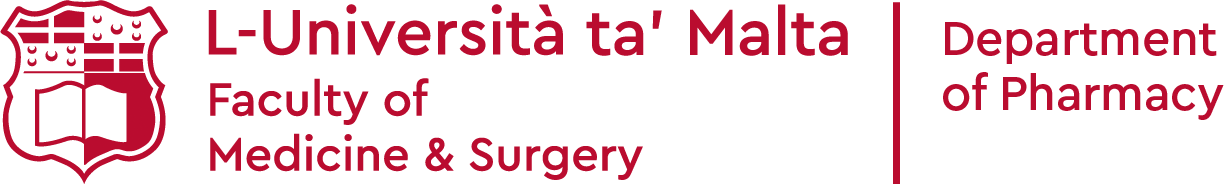 L-Università ta' Malta
Faculty of
Medicine & Surgery
Department
of Pharmacy